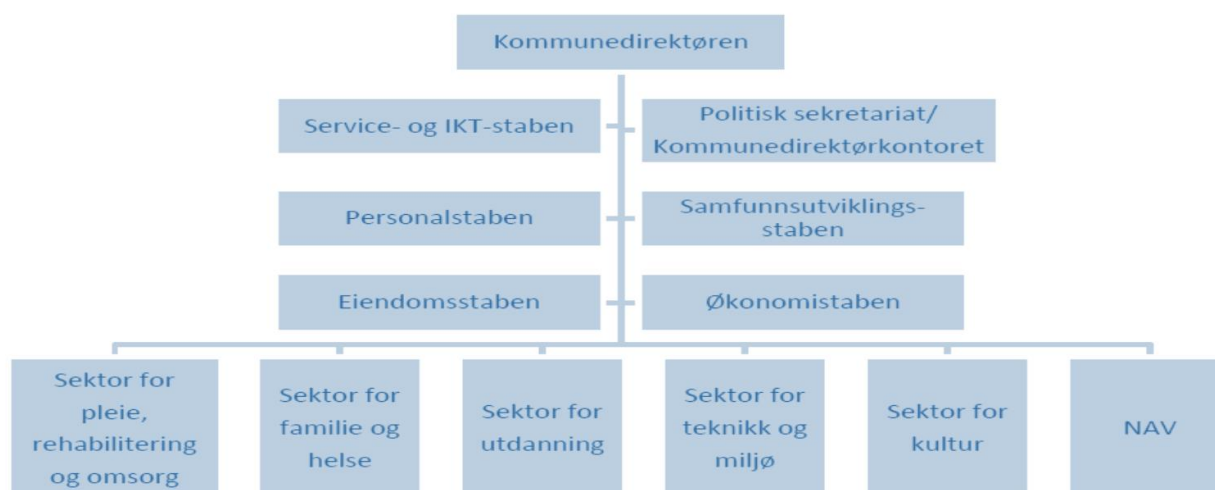 Kommunedirektøren
Service- og IKT-staben
Politisk sekretariat/
Kommunedirektørkontoret
Personalstaben
Samfunnsutviklings-
staben
Eiendomsstaben
Økonomistaben
Sektor for
pleie,
rehabilitering
og omsorg
Sektor for
familie og
helse
Sektor for
utdanning
Sektor for
teknikk og
miljø
Sektor for
kultur
NAV